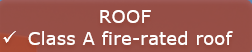 ROOF
✓ Class A fire-rated roof